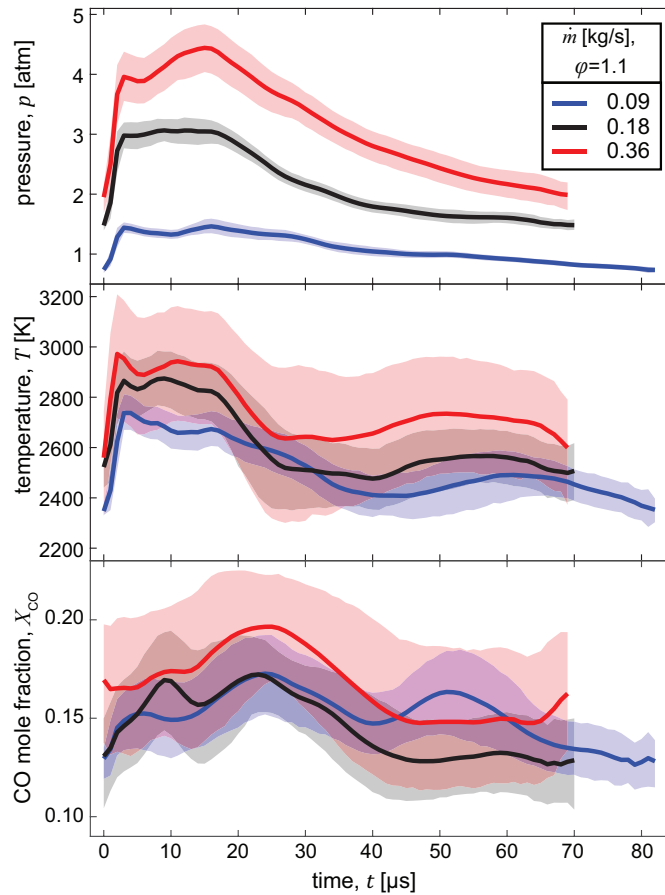 5
4
3
2
1
pressure, p [atm]
ṁ [kg/s],
φ=1.1
0.09
0.18
0.36
3200
3000
2800
2600
2400
2200
temperature, T [K]
0.20
0.15
0.10
CO mole fraction, X_CO
0 10 20 30 40 50 60 70 80
time, t [μs]